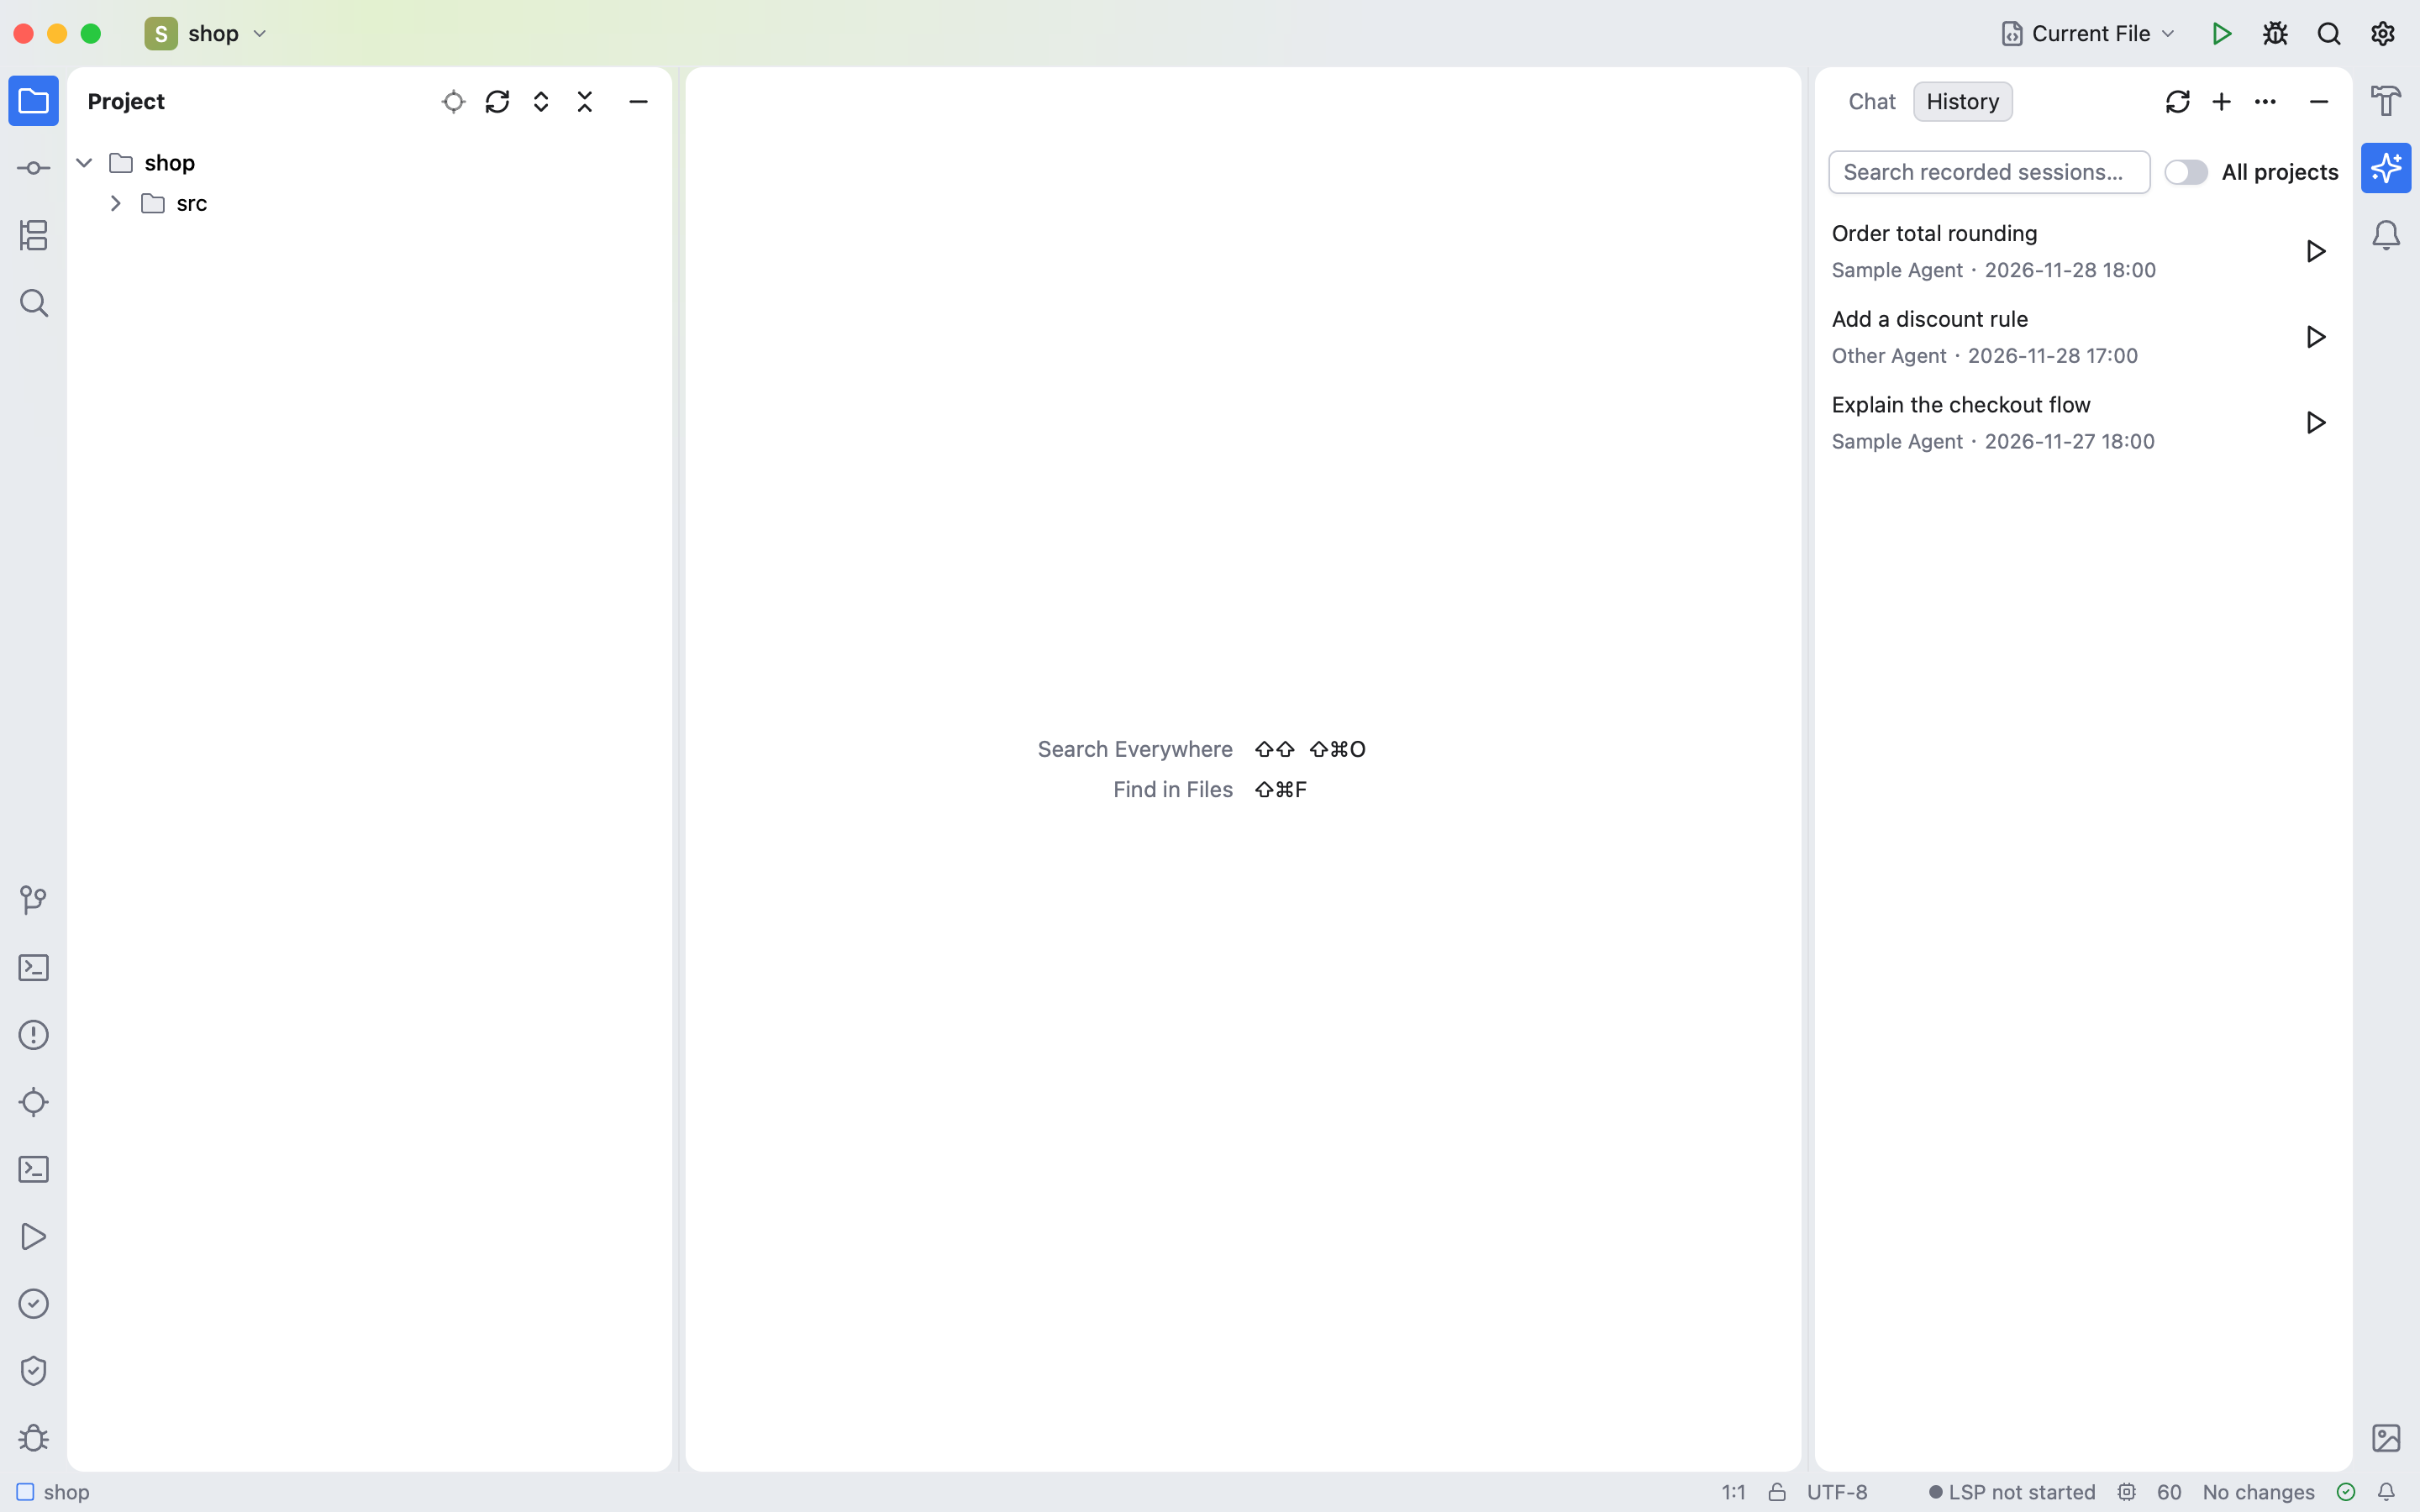 S shop
Current File
Project
shop
src
Search Everywhere ⇧⇧ ⇧⌘O
Find in Files ⇧⌘F
Chat History
Search recorded sessions... All projects
Order total rounding
Sample Agent · 2026-11-28 18:00
Add a discount rule
Other Agent · 2026-11-28 17:00
Explain the checkout flow
Sample Agent · 2026-11-27 18:00
shop
1:1 UTF-8 LSP not started 60 No changes